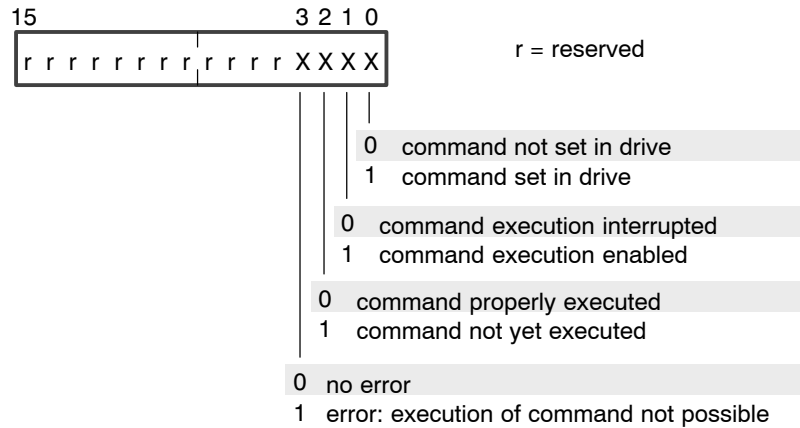 15 3 2 1 0
r r r r r r r r r r r r X X X X
r = reserved
0 command not set in drive
1 command set in drive
0 command execution interrupted
1 command execution enabled
0 command properly executed
1 command not yet executed
0 no error
1 error: execution of command not possible